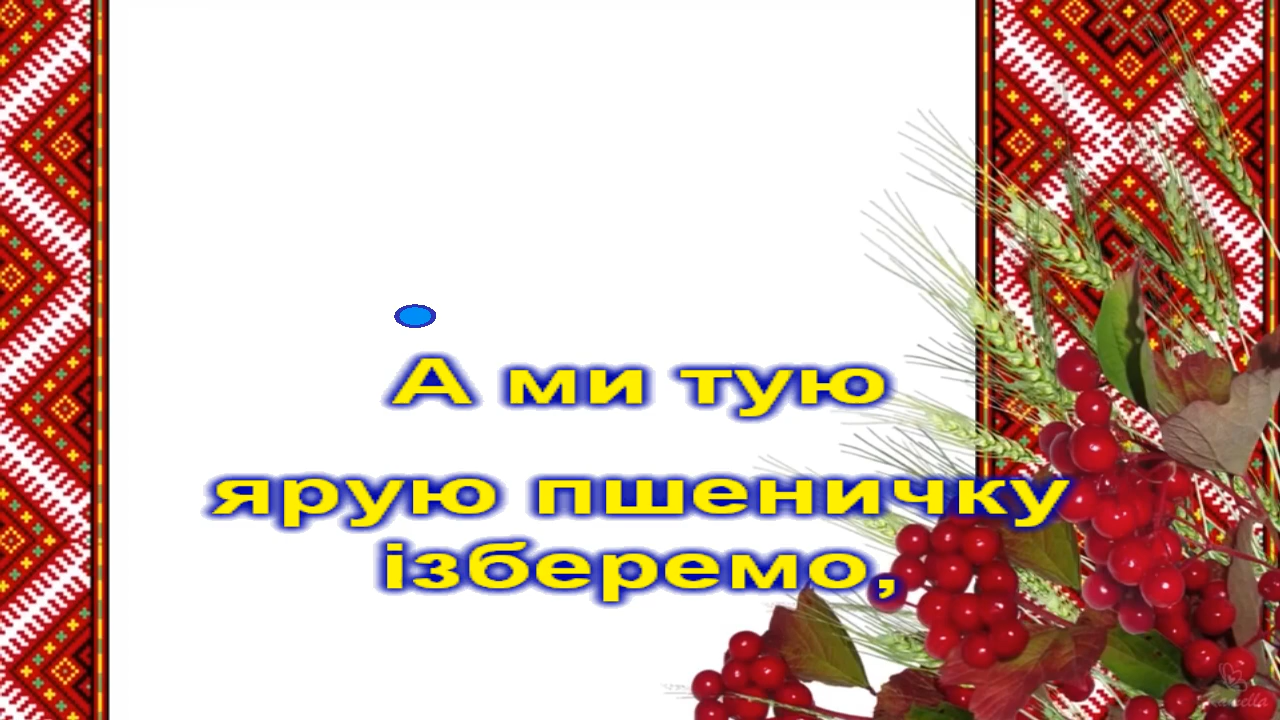 А ми тую
ярую пшеничку
ізберемо,